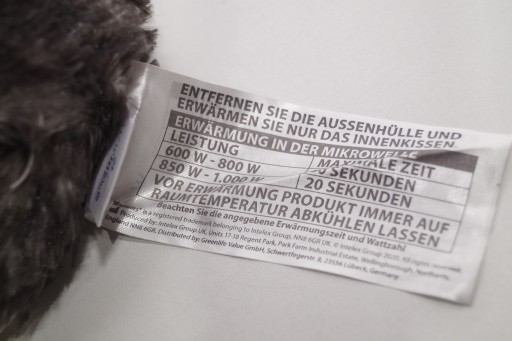 ENTFERNEN SIE DIE AUSSENHÜLLE UND
ERWÄRMEN SIE NUR DAS INNENKISSEN.
ERWÄRMUNG IN DER MIKROWELLE
LEISTUNG MAXIMALE ZEIT
600 W - 800 W SEKUNDEN
850 W - 1.000 W 20 SEKUNDEN
VOR ERWÄRMUNG PRODUKT IMMER AUF
RAUMTEMPERATUR ABKÜHLEN LASSEN
Beachten Sie die angegebene Erwärmungszeit und Wattzahl
is a registered trademark belonging to Intelex Group, NN8 6GR UK. © Intelex Group 2020. All rights reserved.
by: Intelex Group UK, Units 17-18 Regent Park, Park Farm Industrial Estate, Wellingborough, Northants,
England NN8 6GR, UK. Distributed by: Greenlife Value GmbH, Schwertfegerstr. 8, 23556 Lübeck, Germany